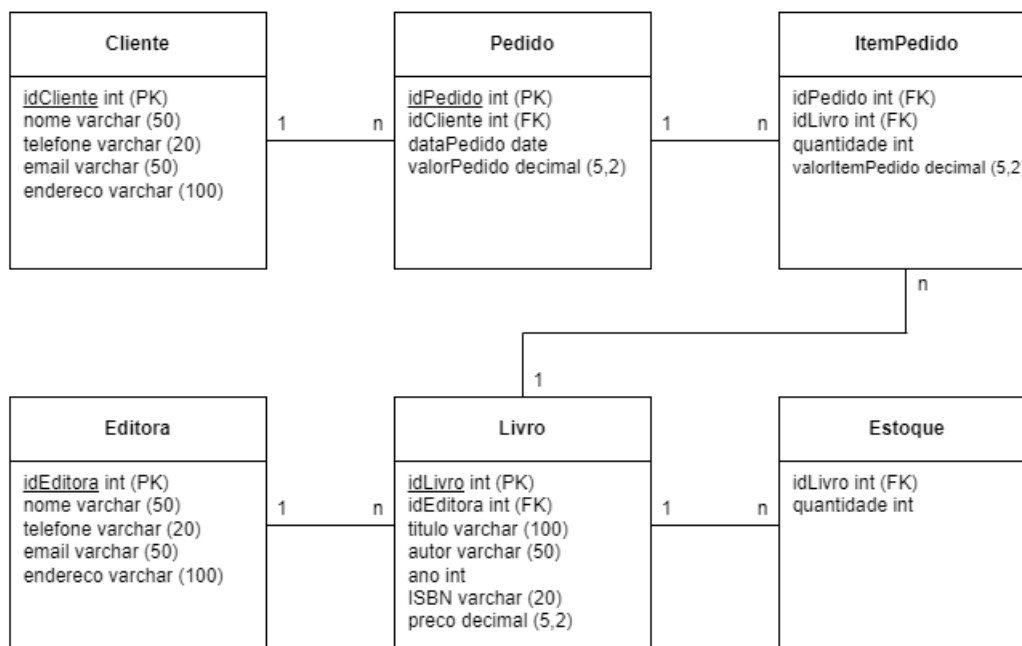 Cliente
idCliente int (PK)
nome varchar (50)
telefone varchar (20)
email varchar (50)
endereco varchar (100)
1
n
Pedido
idPedido int (PK)
idCliente int (FK)
dataPedido date
valorPedido decimal (5,2)
1
n
ItemPedido
idPedido int (FK)
idLivro int (FK)
quantidade int
valorItemPedido decimal (5,2
n
1
Editora
idEditora int (PK)
nome varchar (50)
telefone varchar (20)
email varchar (50)
endereco varchar (100)
1
n
Livro
idLivro int (PK)
idEditora int (FK)
titulo varchar (100)
autor varchar (50)
ano int
ISBN varchar (20)
preco decimal (5,2)
1
n
Estoque
idLivro int (FK)
quantidade int